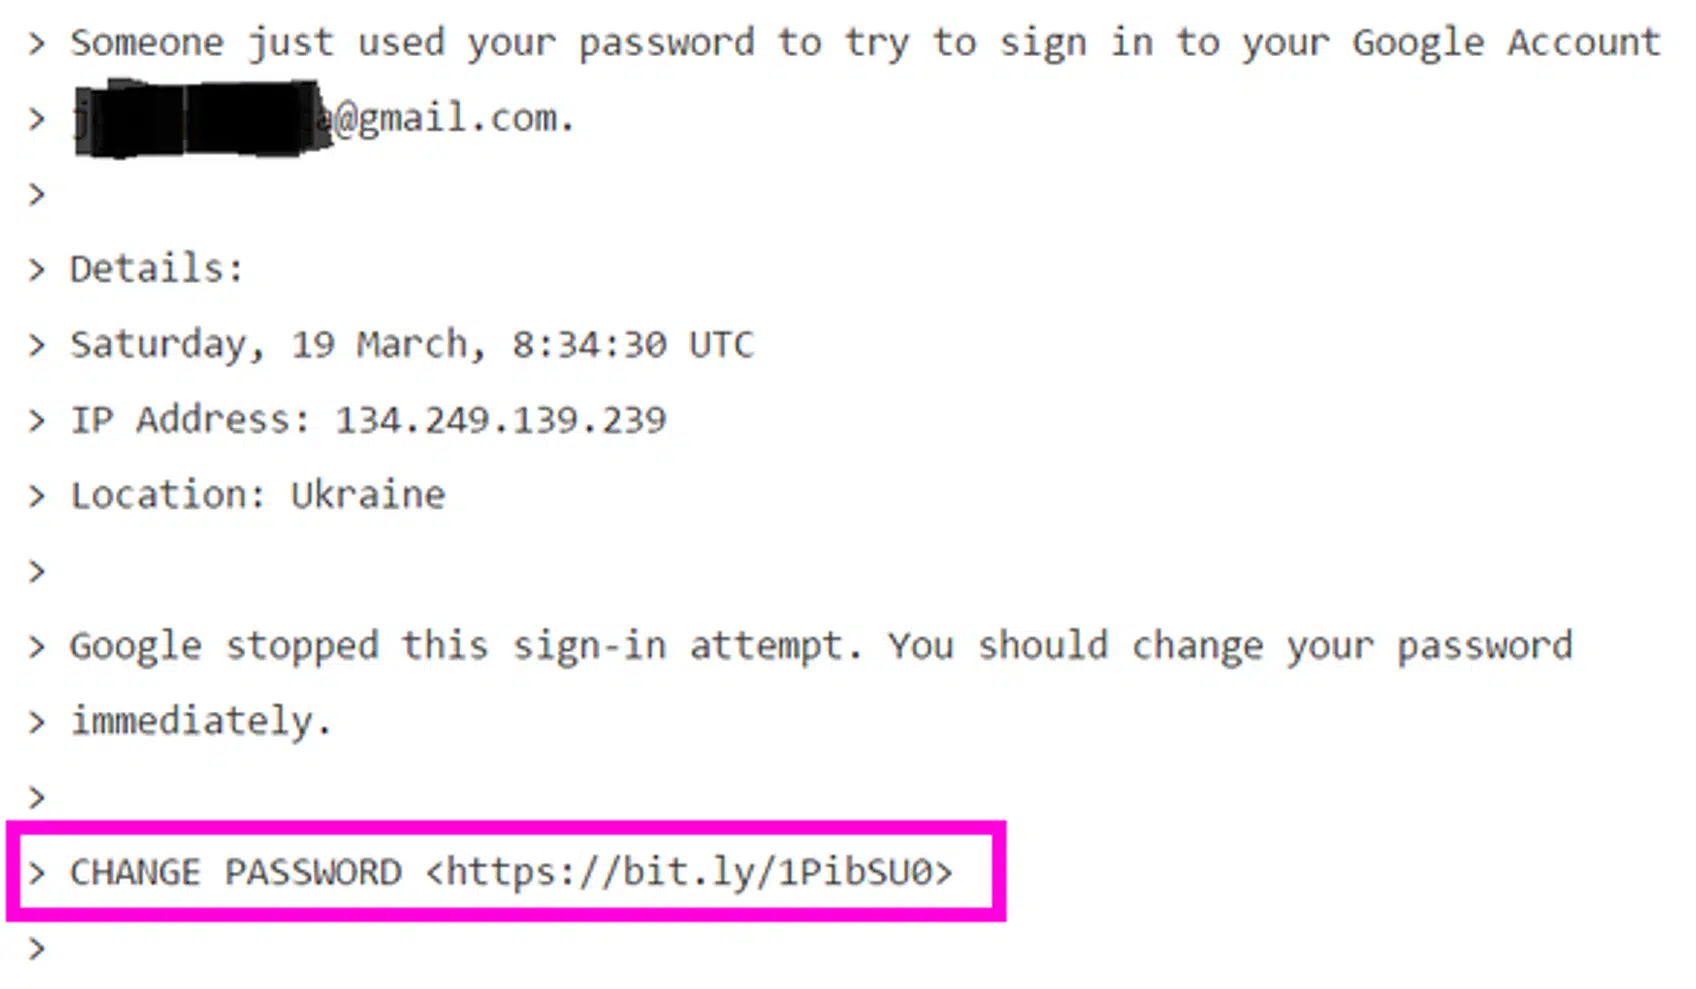 > Someone just used your password to try to sign in to your Google Account
> @gmail.com.
>
> Details:
> Saturday, 19 March, 8:34:30 UTC
> IP Address: 134.249.139.239
> Location: Ukraine
>
> Google stopped this sign-in attempt. You should change your password
> immediately.
>
> CHANGE PASSWORD <https://bit.ly/1PibSU0>
>